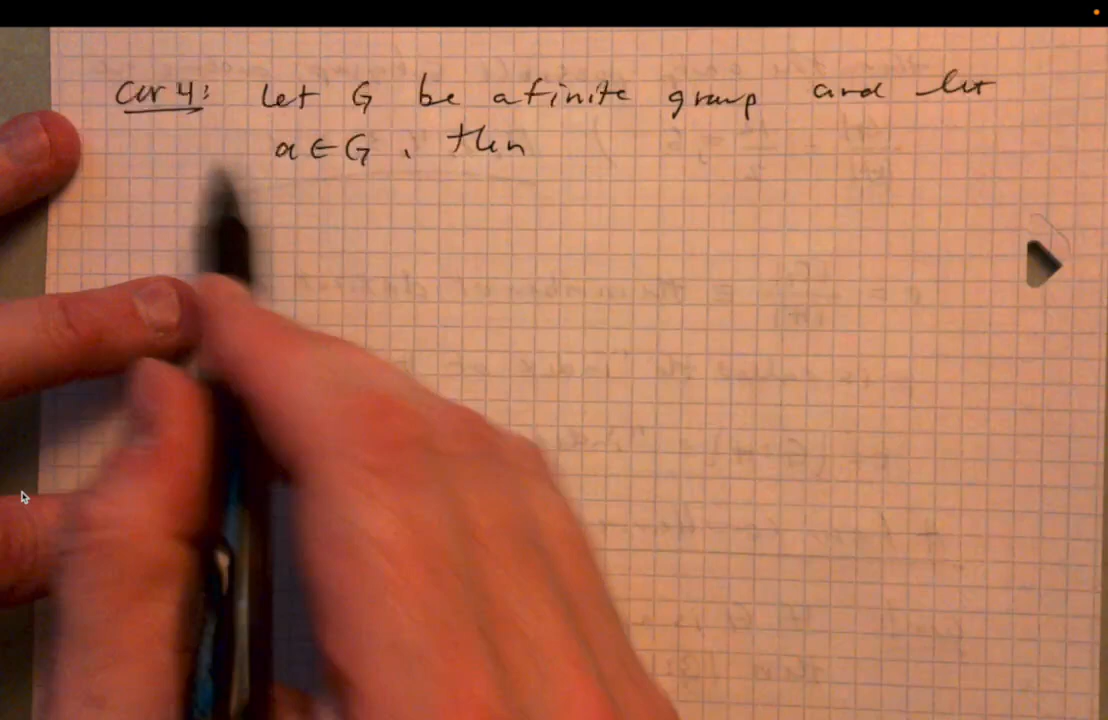 Cor 4: Let G be a finite group and let
a ∈ G, then